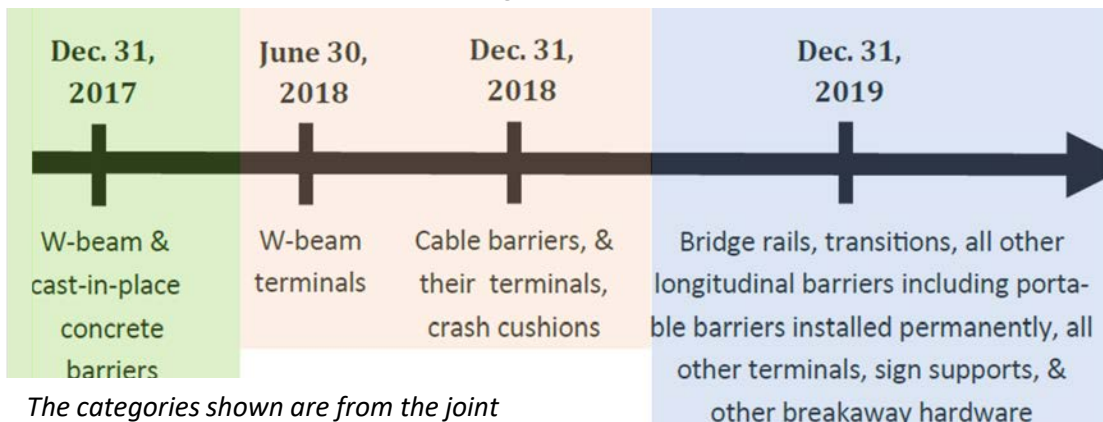 Dec. 31,
2017
June 30,
2018
Dec. 31,
2018
Dec. 31,
2019
W-beam &
cast-in-place
concrete
barriers
W-beam
terminals
Cable barriers, &
their terminals,
crash cushions
Bridge rails, transitions, all other
longitudinal barriers including porta-
ble barriers installed permanently, all
other terminals, sign supports, &
other breakaway hardware
The categories shown are from the joint